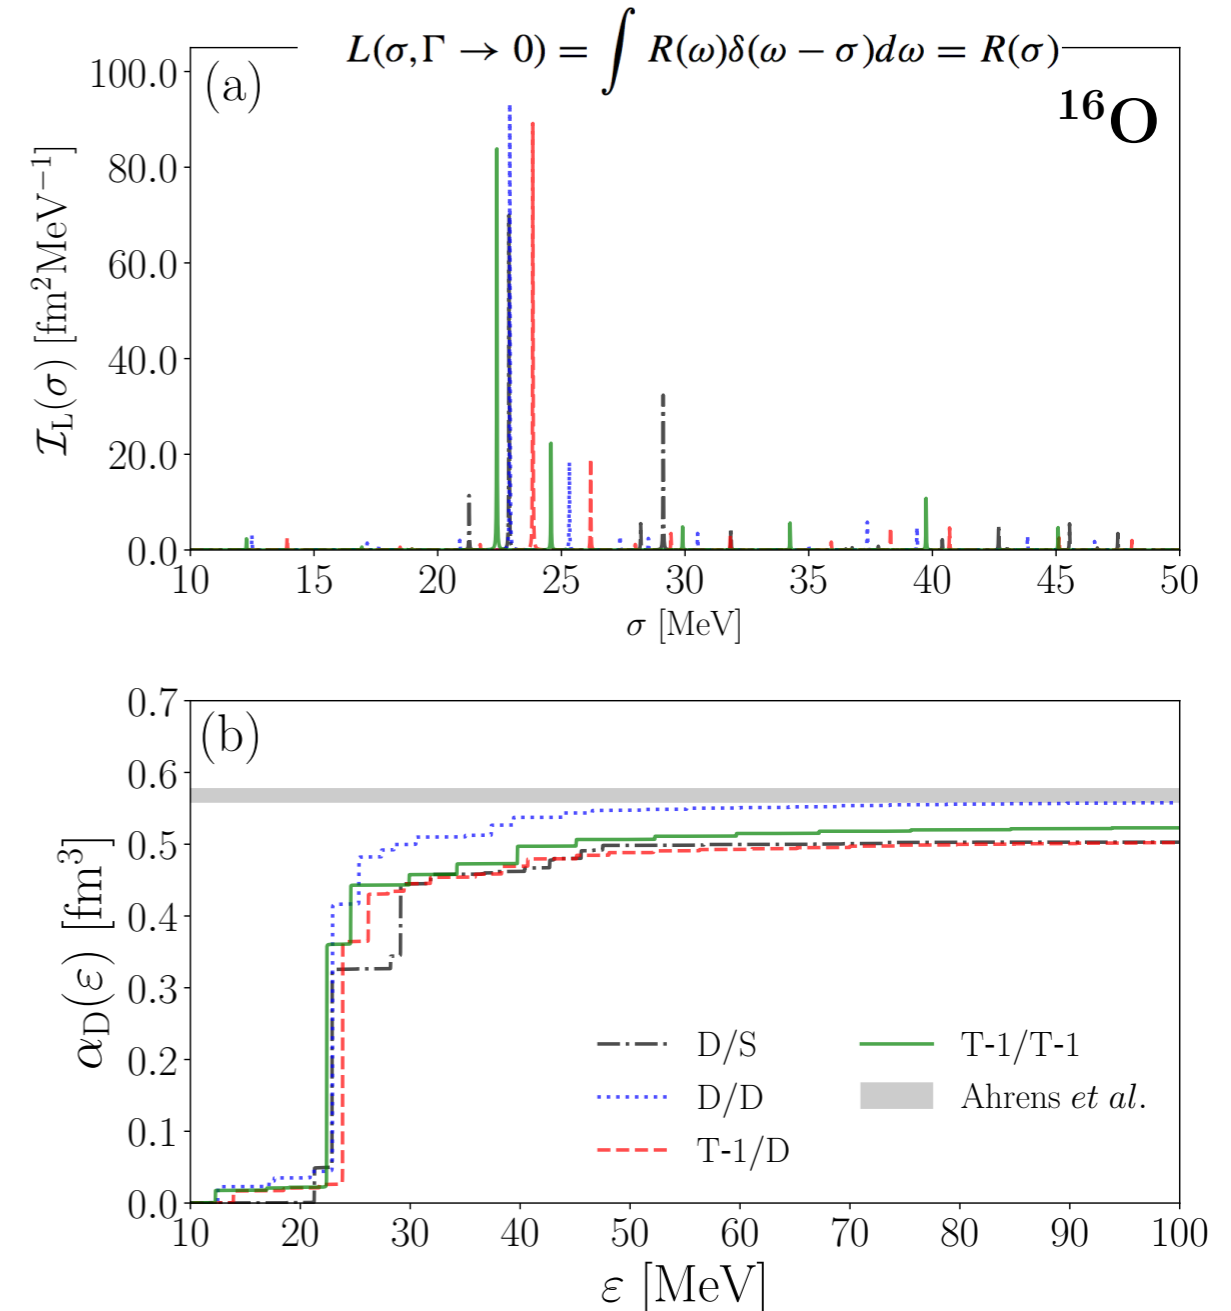 L(σ, Γ → 0) = ∫ R(ω)δ(ω − σ)dω = R(σ)
(a)
¹⁶O
100.0
80.0
60.0
40.0
20.0
0.0
ℐ_L(σ) [fm²MeV⁻¹]
10 15 20 25 30 35 40 45 50
σ [MeV]
(b)
0.7
0.6
0.5
0.4
0.3
0.2
0.1
0.0
α_D(ε) [fm³]
D/S
D/D
T-1/D
T-1/T-1
Ahrens et al.
10 20 30 40 50 60 70 80 90 100
ε [MeV]